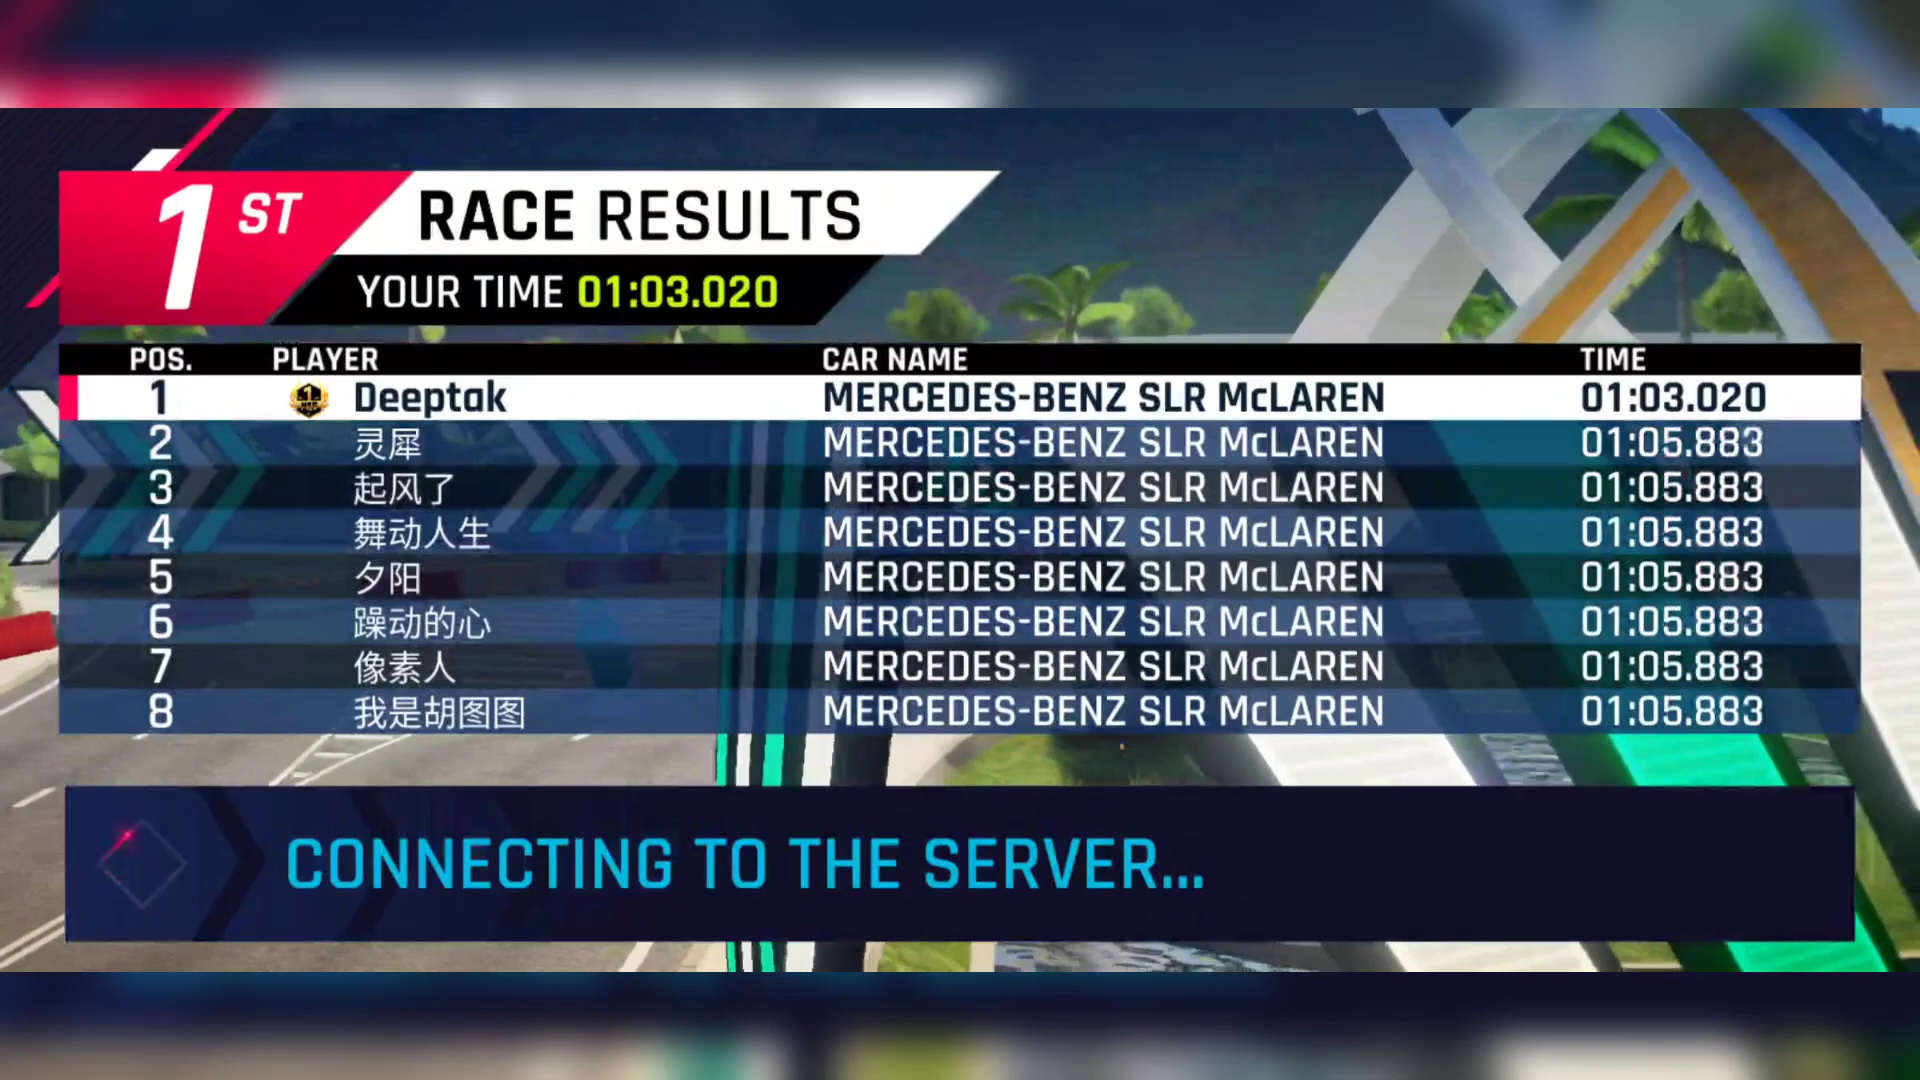 1 ST
RACE RESULTS
YOUR TIME 01:03.020
POS. PLAYER CAR NAME TIME
1 Deeptak MERCEDES-BENZ SLR McLAREN 01:03.020
2 灵犀 MERCEDES-BENZ SLR McLAREN 01:05.883
3 起风了 MERCEDES-BENZ SLR McLAREN 01:05.883
4 舞动人生 MERCEDES-BENZ SLR McLAREN 01:05.883
5 夕阳 MERCEDES-BENZ SLR McLAREN 01:05.883
6 躁动的心 MERCEDES-BENZ SLR McLAREN 01:05.883
7 像素人 MERCEDES-BENZ SLR McLAREN 01:05.883
8 我是胡图图 MERCEDES-BENZ SLR McLAREN 01:05.883
CONNECTING TO THE SERVER...